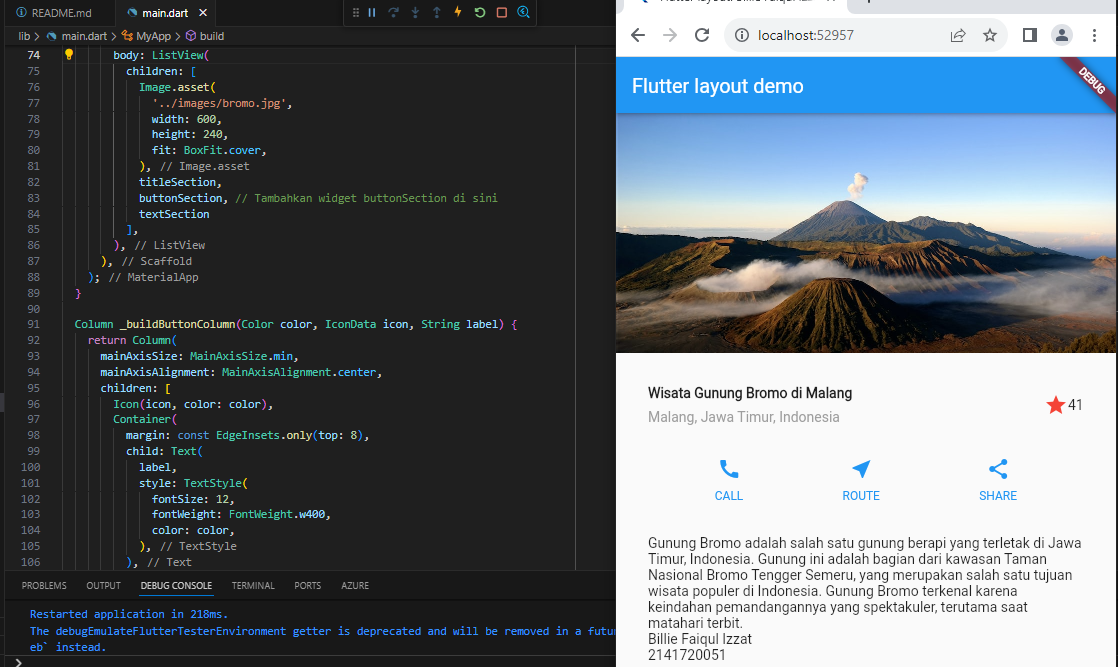 README.md
main.dart
lib > main.dart > MyApp > build
74 body: ListView(
75 children: [
76 Image.asset(
77 '../images/bromo.jpg',
78 width: 600,
79 height: 240,
80 fit: BoxFit.cover,
81 ), // Image.asset
82 titleSection,
83 buttonSection, // Tambahkan widget buttonSection di sini
84 textSection
85 ],
86 ), // ListView
87 ), // Scaffold
88 ); // MaterialApp
89 }
90
91 Column _buildButtonColumn(Color color, IconData icon, String label) {
92 return Column(
93 mainAxisSize: MainAxisSize.min,
94 mainAxisAlignment: MainAxisAlignment.center,
95 children: [
96 Icon(icon, color: color),
97 Container(
98 margin: const EdgeInsets.only(top: 8),
99 child: Text(
100 label,
101 style: TextStyle(
102 fontSize: 12,
103 fontWeight: FontWeight.w400,
104 color: color,
105 ), // TextStyle
106 ), // Text
PROBLEMS OUTPUT DEBUG CONSOLE TERMINAL PORTS AZURE
Restarted application in 218ms.
The debugEmulateFlutterTesterEnvironment getter is deprecated and will be removed in a futu
eb` instead.
>
localhost:52957
Flutter layout demo
DEBUG
Wisata Gunung Bromo di Malang
Malang, Jawa Timur, Indonesia
41
CALL ROUTE SHARE
Gunung Bromo adalah salah satu gunung berapi yang terletak di Jawa
Timur, Indonesia. Gunung ini adalah bagian dari kawasan Taman
Nasional Bromo Tengger Semeru, yang merupakan salah satu tujuan
wisata populer di Indonesia. Gunung Bromo terkenal karena
keindahan pemandangannya yang spektakuler, terutama saat
matahari terbit.
Billie Faiqul Izzat
2141720051